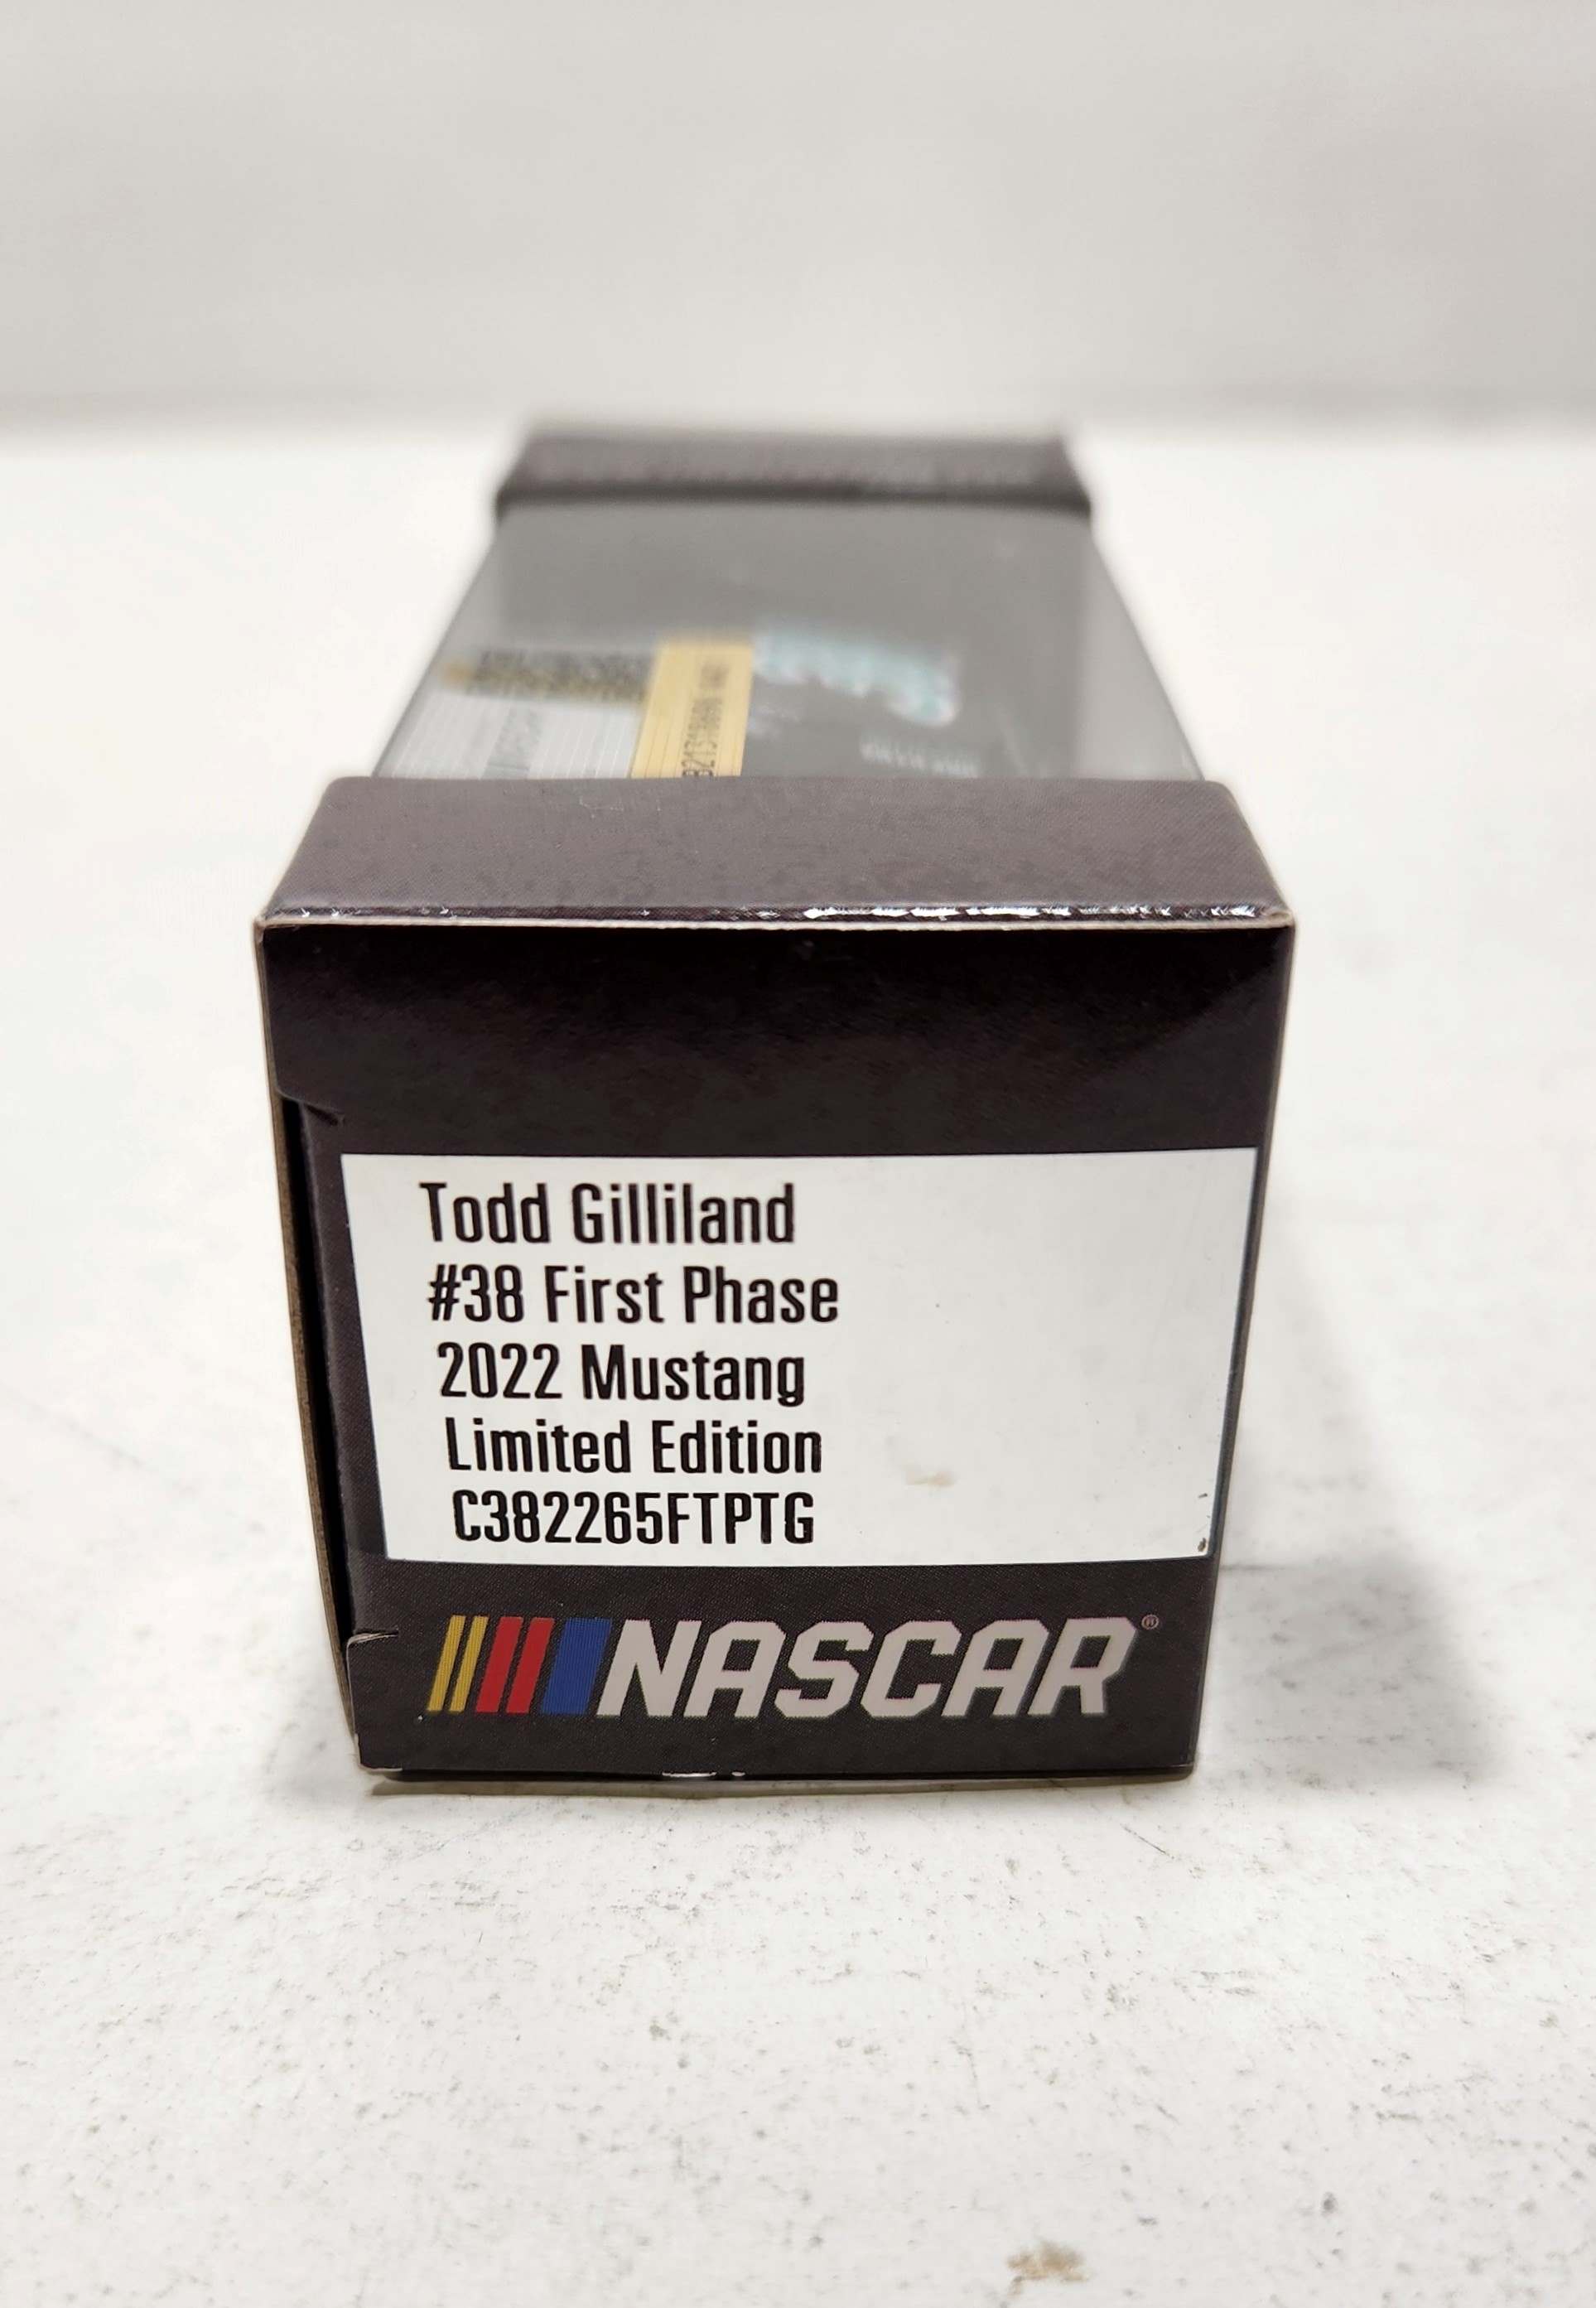 Todd Gilliland
#38 First Phase
2022 Mustang
Limited Edition
C382265FTPTG
NASCAR®